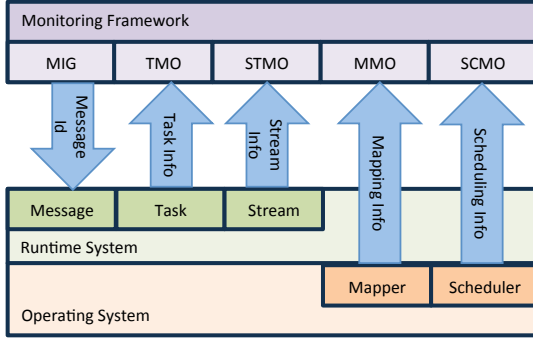 Monitoring Framework
MIG
TMO
STMO
MMO
SCMO
Message
Id
Task Info
Stream
Info
Mapping Info
Scheduling Info
Message
Task
Stream
Runtime System
Mapper
Scheduler
Operating System